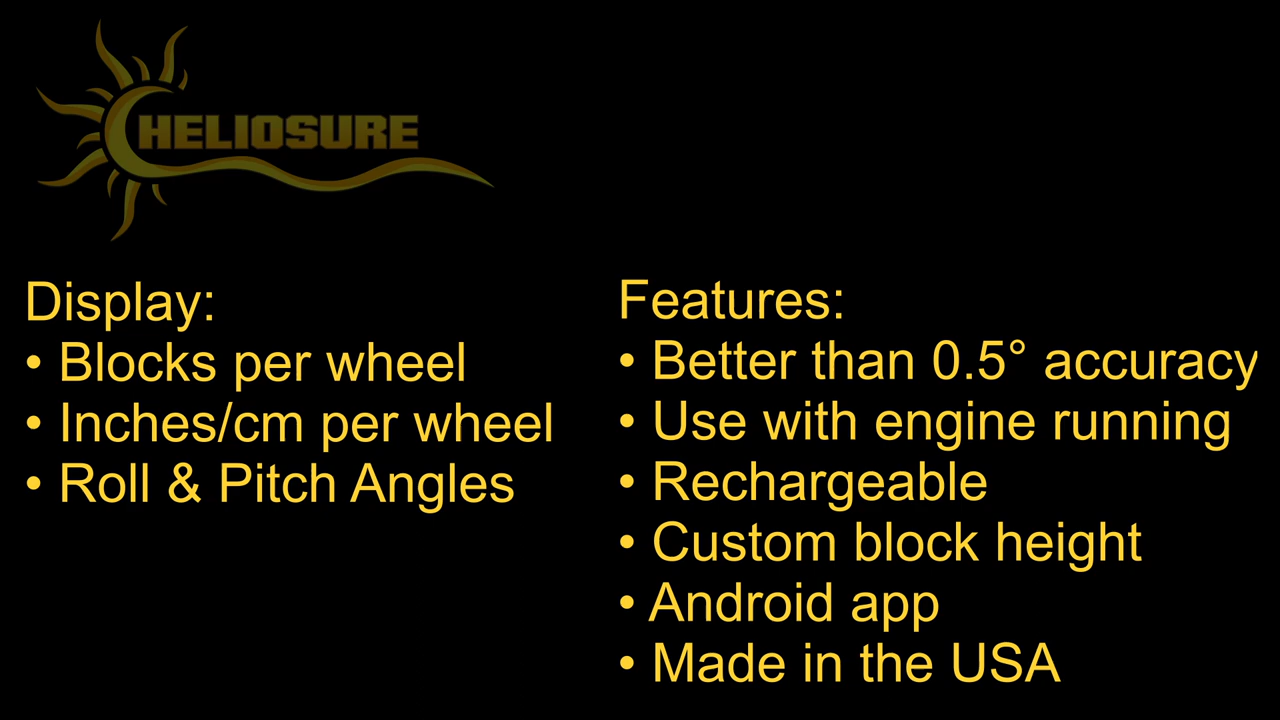 HELIOSURE
Display:
• Blocks per wheel
• Inches/cm per wheel
• Roll & Pitch Angles
Features:
• Better than 0.5° accuracy
• Use with engine running
• Rechargeable
• Custom block height
• Android app
• Made in the USA